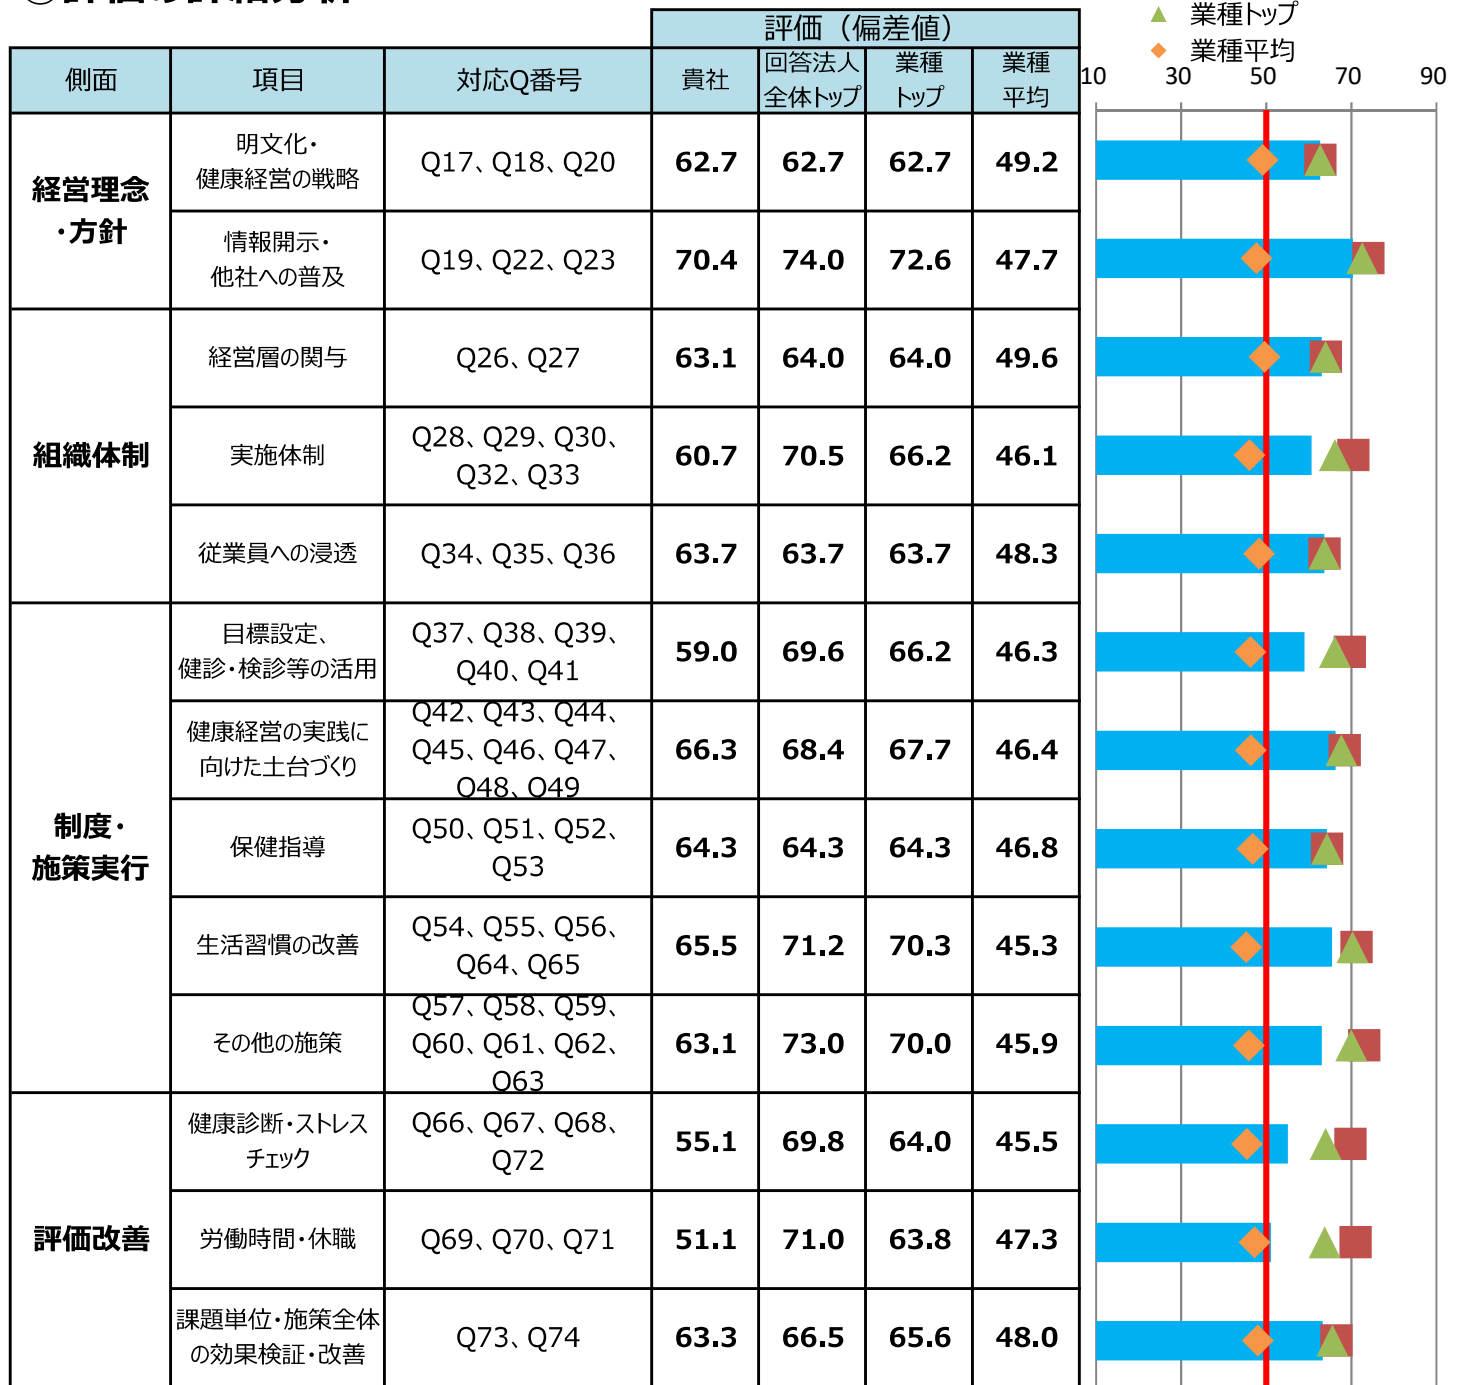 評価（偏差値）
▲ 業種トップ
◆ 業種平均
側面 項目 対応Q番号 貴社 回答法人 業種 業種
全体トップ トップ 平均
10 30 50 70 90
経営理念
・方針
明文化・
健康経営の戦略
Q17、Q18、Q20 62.7 62.7 62.7 49.2
情報開示・
他社への普及
Q19、Q22、Q23 70.4 74.0 72.6 47.7
組織体制
経営層の関与 Q26、Q27 63.1 64.0 64.0 49.6
実施体制
Q28、Q29、Q30、
Q32、Q33
60.7 70.5 66.2 46.1
従業員への浸透 Q34、Q35、Q36 63.7 63.7 63.7 48.3
制度・
施策実行
目標設定、
健診・検診等の活用
Q37、Q38、Q39、
Q40、Q41
59.0 69.6 66.2 46.3
健康経営の実践に
向けた土台づくり
Q42、Q43、Q44、
Q45、Q46、Q47、
Q48、Q49
66.3 68.4 67.7 46.4
保健指導
Q50、Q51、Q52、
Q53
64.3 64.3 64.3 46.8
生活習慣の改善
Q54、Q55、Q56、
Q64、Q65
65.5 71.2 70.3 45.3
その他の施策
Q57、Q58、Q59、
Q60、Q61、Q62、
Q63
63.1 73.0 70.0 45.9
評価改善
健康診断・ストレス
チェック
Q66、Q67、Q68、
Q72
55.1 69.8 64.0 45.5
労働時間・休職 Q69、Q70、Q71 51.1 71.0 63.8 47.3
課題単位・施策全体
の効果検証・改善
Q73、Q74 63.3 66.5 65.6 48.0